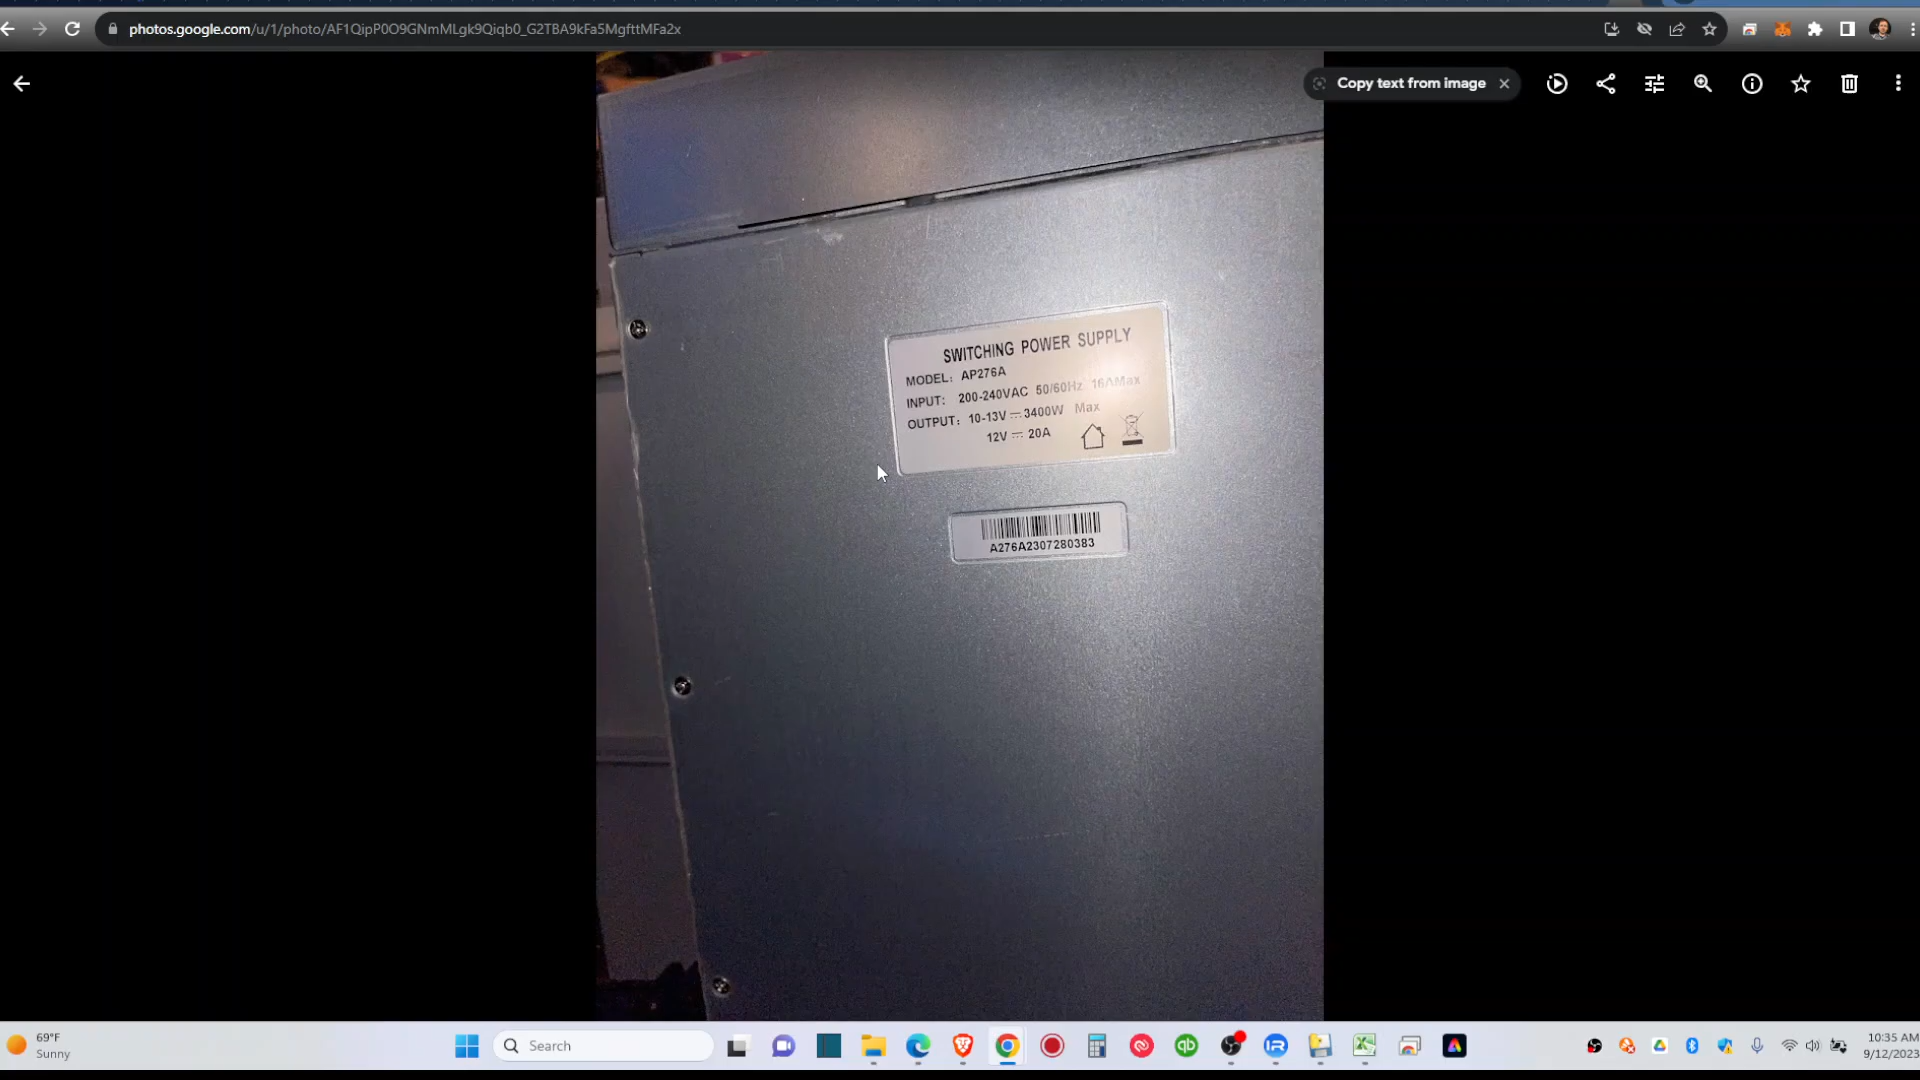 photos.google.com/u/1/photo/AF1QipP0O9GNmMLgk9Qiqb0_G2TBA9kFa5MgfttMFa2x
Copy text from image
SWITCHING POWER SUPPLY
MODEL: AP276A
INPUT: 200-240VAC 50/60Hz 16AMax
OUTPUT: 10-13V⎓3400W Max
12V⎓20A
A276A2307280383
69°F
Sunny
Search
10:35 AM
9/12/2023